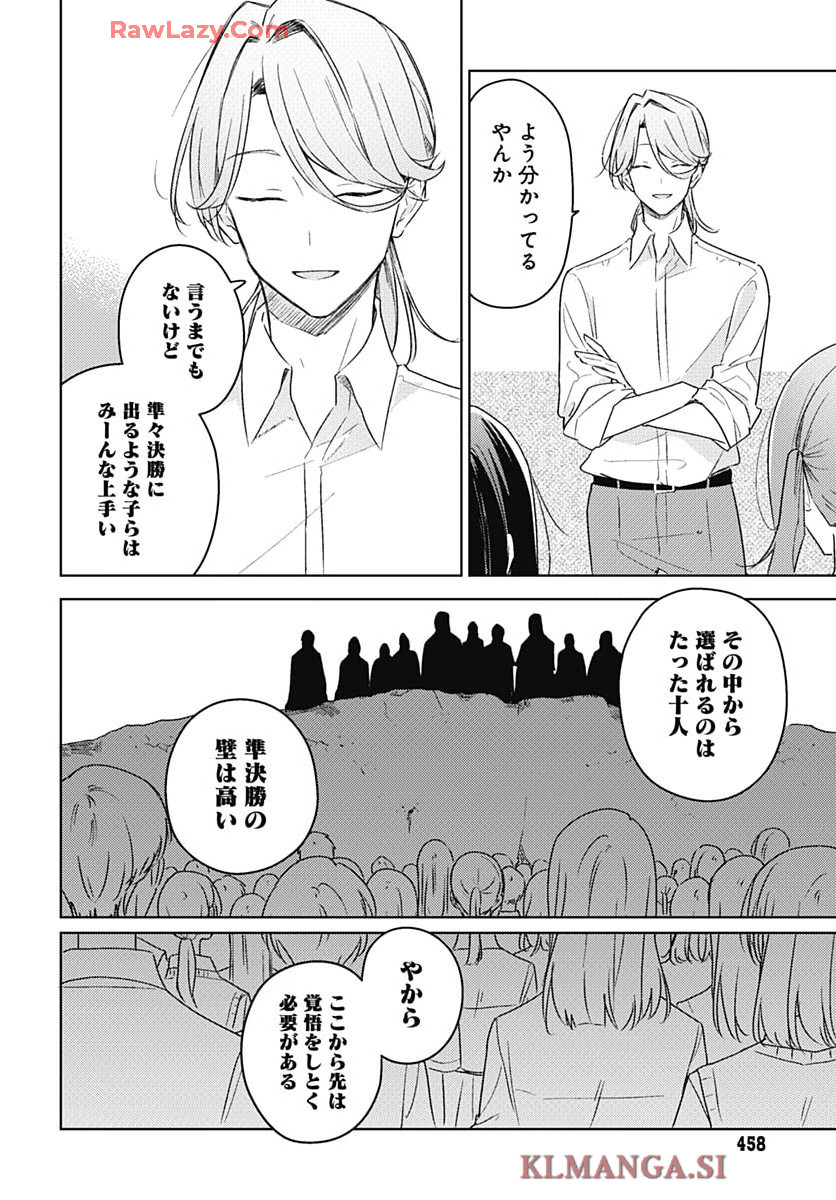 RawLazy.Com
よう分かってる
やんか
言うまでも
ないけど
準々決勝に
出るような子らは
みーんな上手い
その中から
選ばれるのは
たった十人
準決勝の
壁は高い
やから
ここから先は
覚悟をしとく
必要がある
458
KLMANGA.SI